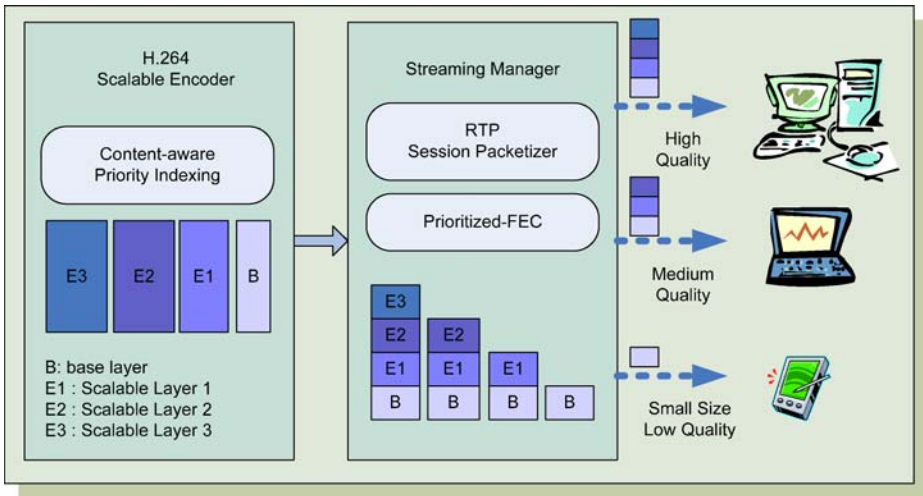 H.264
Scalable Encoder
Content-aware
Priority Indexing
E3 E2 E1 B
B: base layer
E1 : Scalable Layer 1
E2 : Scalable Layer 2
E3 : Scalable Layer 3
Streaming Manager
RTP
Session Packetizer
Prioritized-FEC
E3
E2 E2
E1 E1 E1
B B B B
High
Quality
Medium
Quality
Small Size
Low Quality